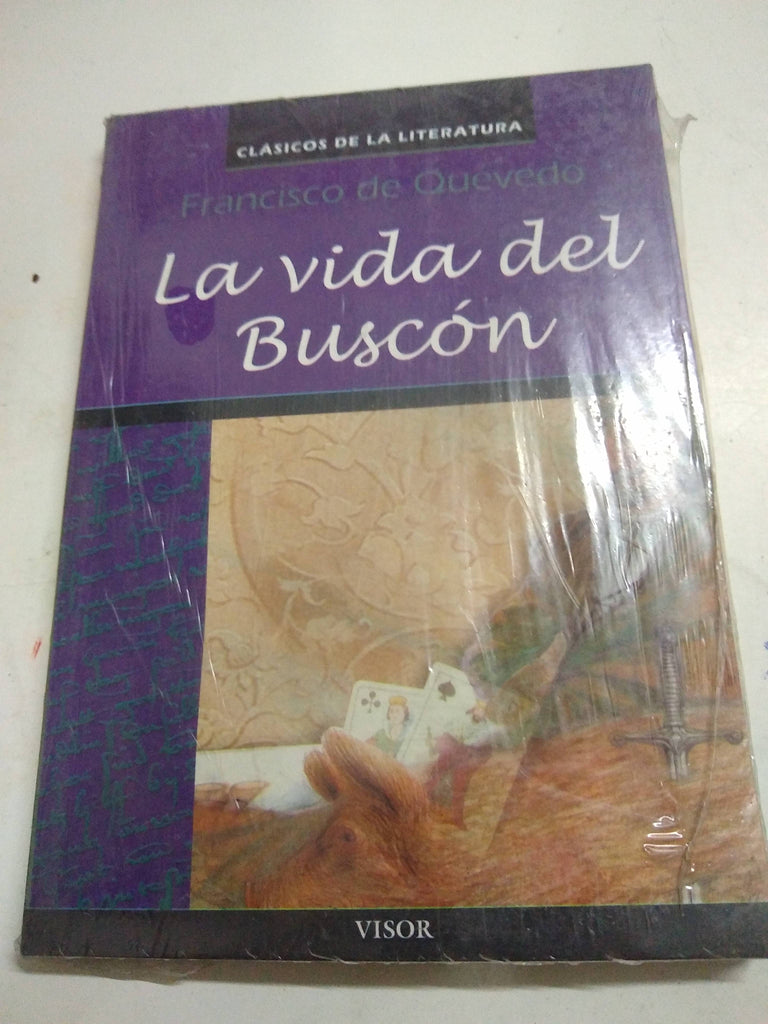 CLÁSICOS DE LA LITERATURA
Francisco de Quevedo
La vida del
Buscón
VISOR